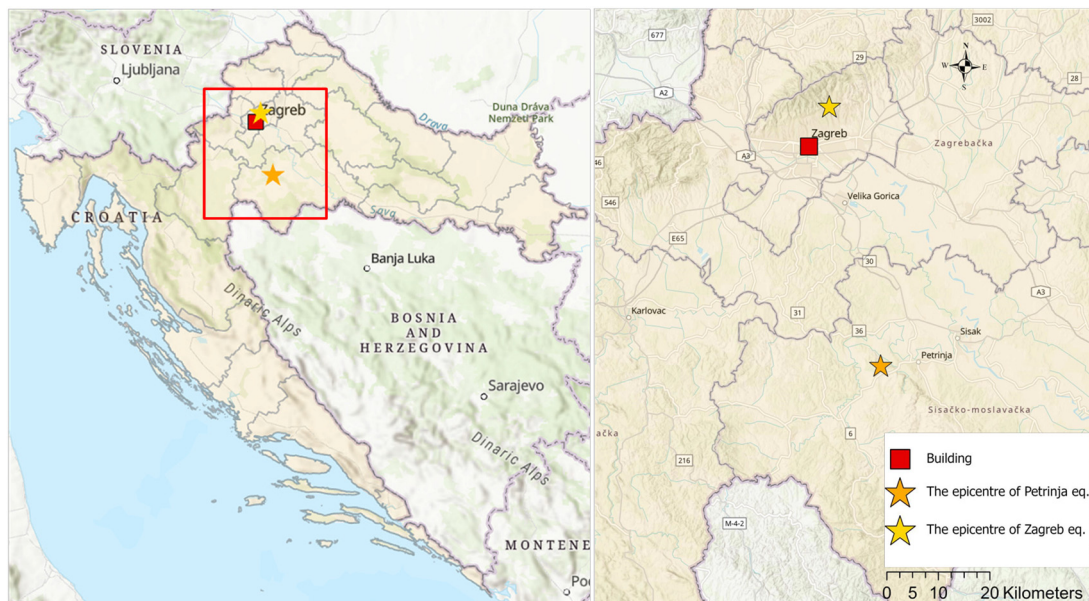 SLOVENIA
Ljubljana
Zagreb
Duna Dráva
Nemzeti Park
Drava
CROATIA
Sava
Banja Luka
Dinaric Alps
BOSNIA
AND
HERZEGOVINA
Sarajevo
Dinaric Alps
MONTENE
Poc
677
3002
A2
29
N
W E
S
28
Zagreb
A3
Zagrebačka
46
546
Velika Gorica
E65
30
A3
Karlovac
31
36
Sisak
Petrinja
Sisačko-moslavačka
ačka
6
216
M-4-2
Building
The epicentre of Petrinja eq.
The epicentre of Zagreb eq.
0 5 10 20 Kilometers